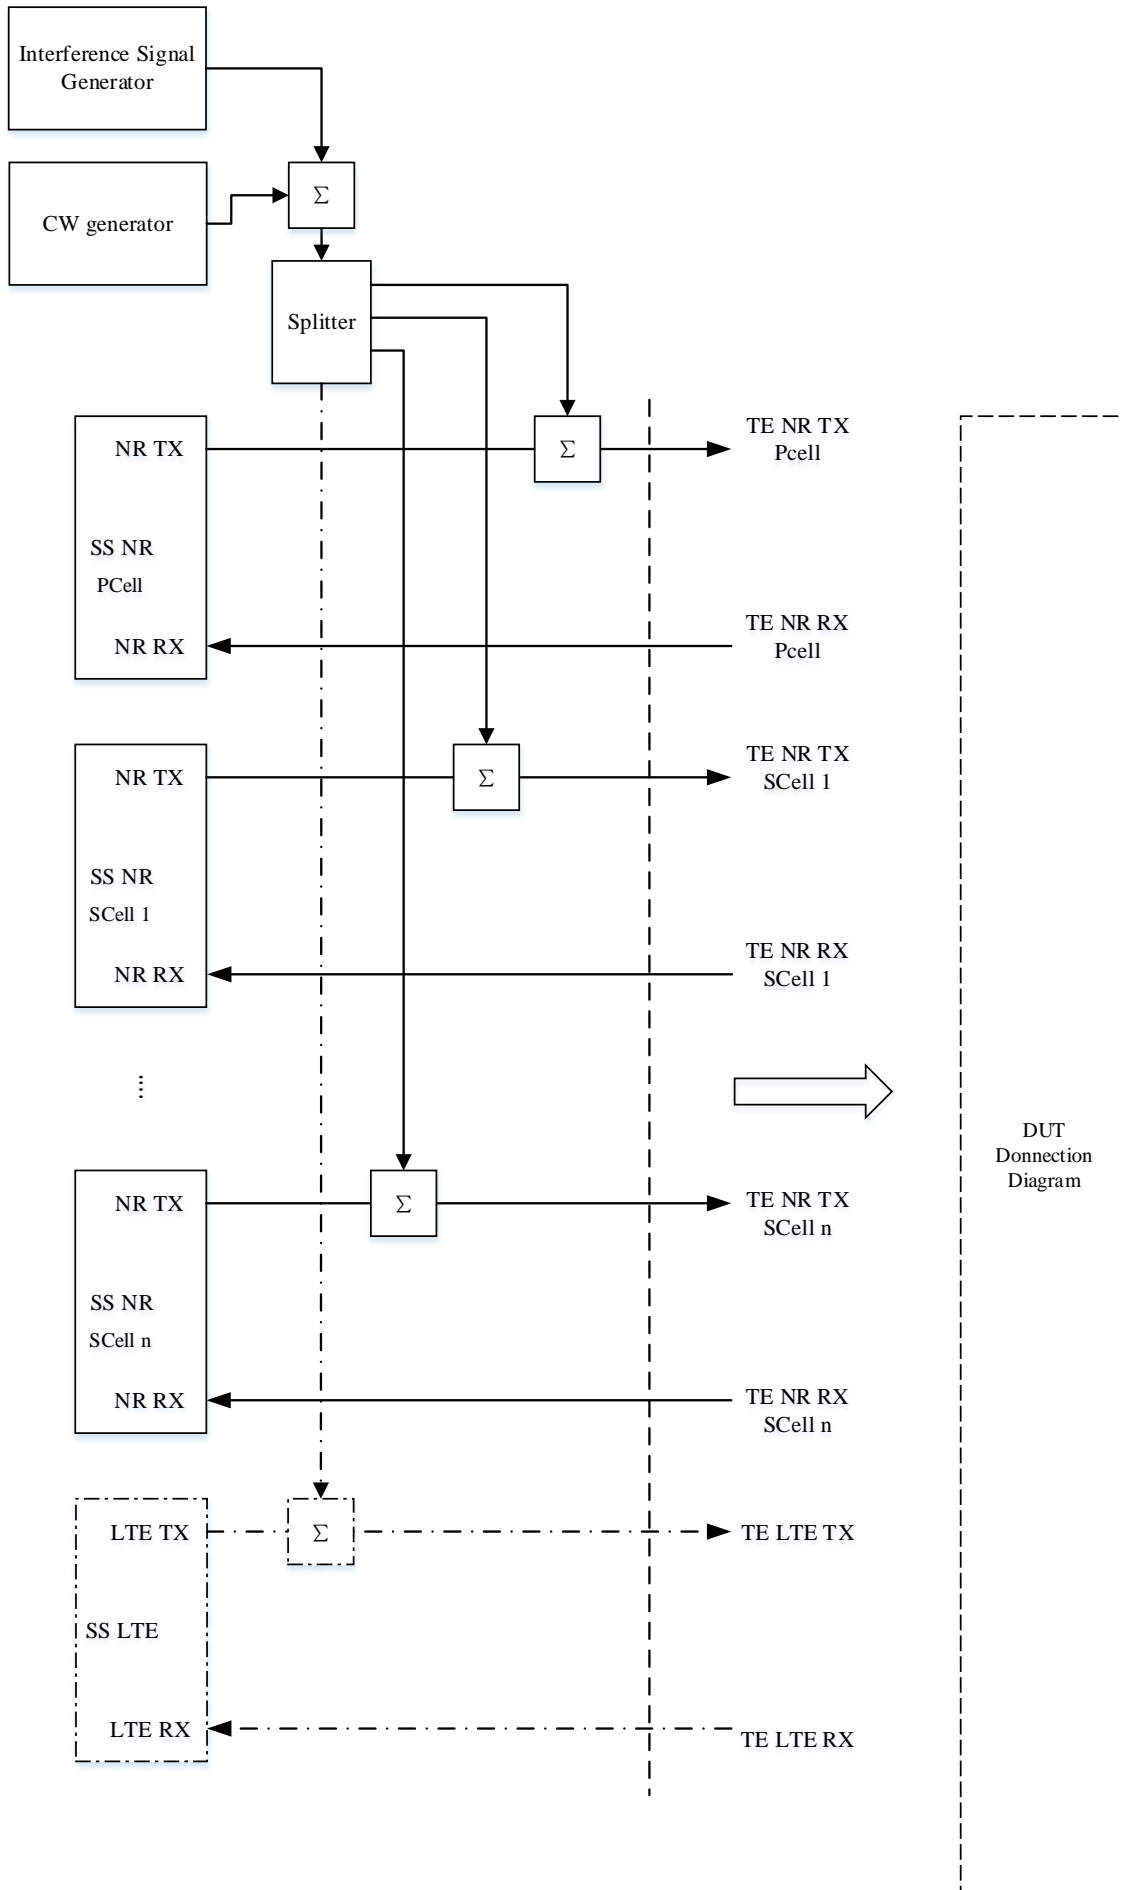 Interference Signal
Generator
CW generator
Σ
Splitter
NR TX
Σ
TE NR TX
Pcell
SS NR
PCell
NR RX
TE NR RX
Pcell
NR TX
Σ
TE NR TX
SCell 1
SS NR
SCell 1
NR RX
TE NR RX
SCell 1
DUT
Donnection
Diagram
NR TX
Σ
TE NR TX
SCell n
SS NR
SCell n
NR RX
TE NR RX
SCell n
LTE TX
Σ
TE LTE TX
SS LTE
LTE RX
TE LTE RX